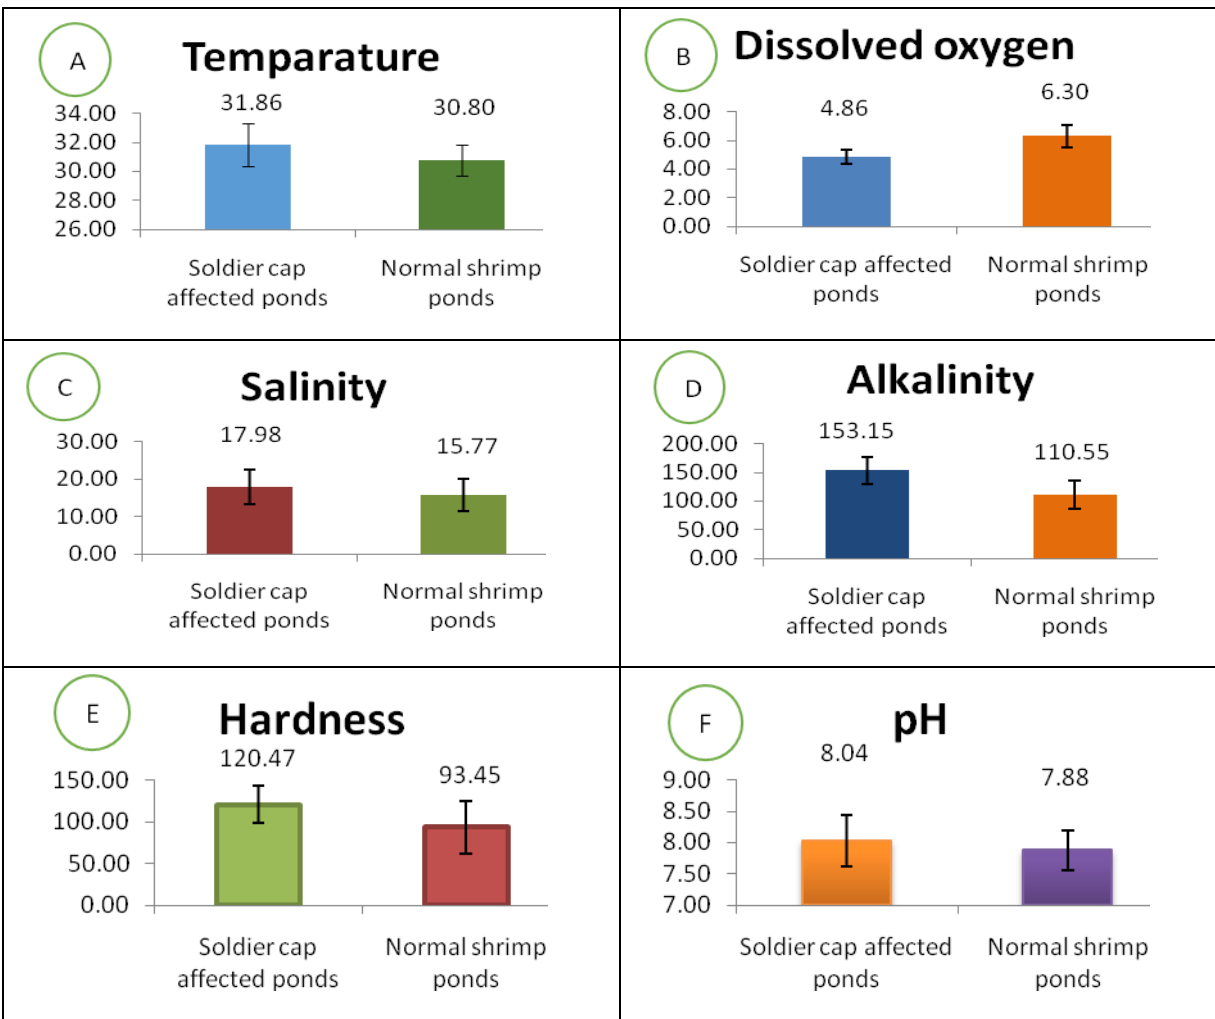 A
Temparature
31.86
30.80
34.00
32.00
30.00
28.00
26.00
Soldier cap
affected ponds
Normal shrimp
ponds
B
Dissolved oxygen
4.86
6.30
8.00
6.00
4.00
2.00
0.00
Soldier cap affected
ponds
Normal shrimp
ponds
C
Salinity
17.98
15.77
30.00
20.00
10.00
0.00
Soldier cap
affected ponds
Normal shrimp
ponds
D
Alkalinity
153.15
110.55
200.00
150.00
100.00
50.00
0.00
Soldier cap
affected ponds
Normal shrimp
ponds
E
Hardness
120.47
93.45
150.00
100.00
50.00
0.00
Soldier cap
affected ponds
Normal shrimp
ponds
F
pH
8.04
7.88
9.00
8.50
8.00
7.50
7.00
Soldier cap affected
ponds
Normal shrimp
ponds